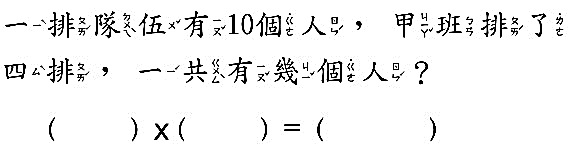 一排隊伍有10個人，甲班排了
四排，一共有幾個人？
(　　　) x (　　　) = (　　　　)